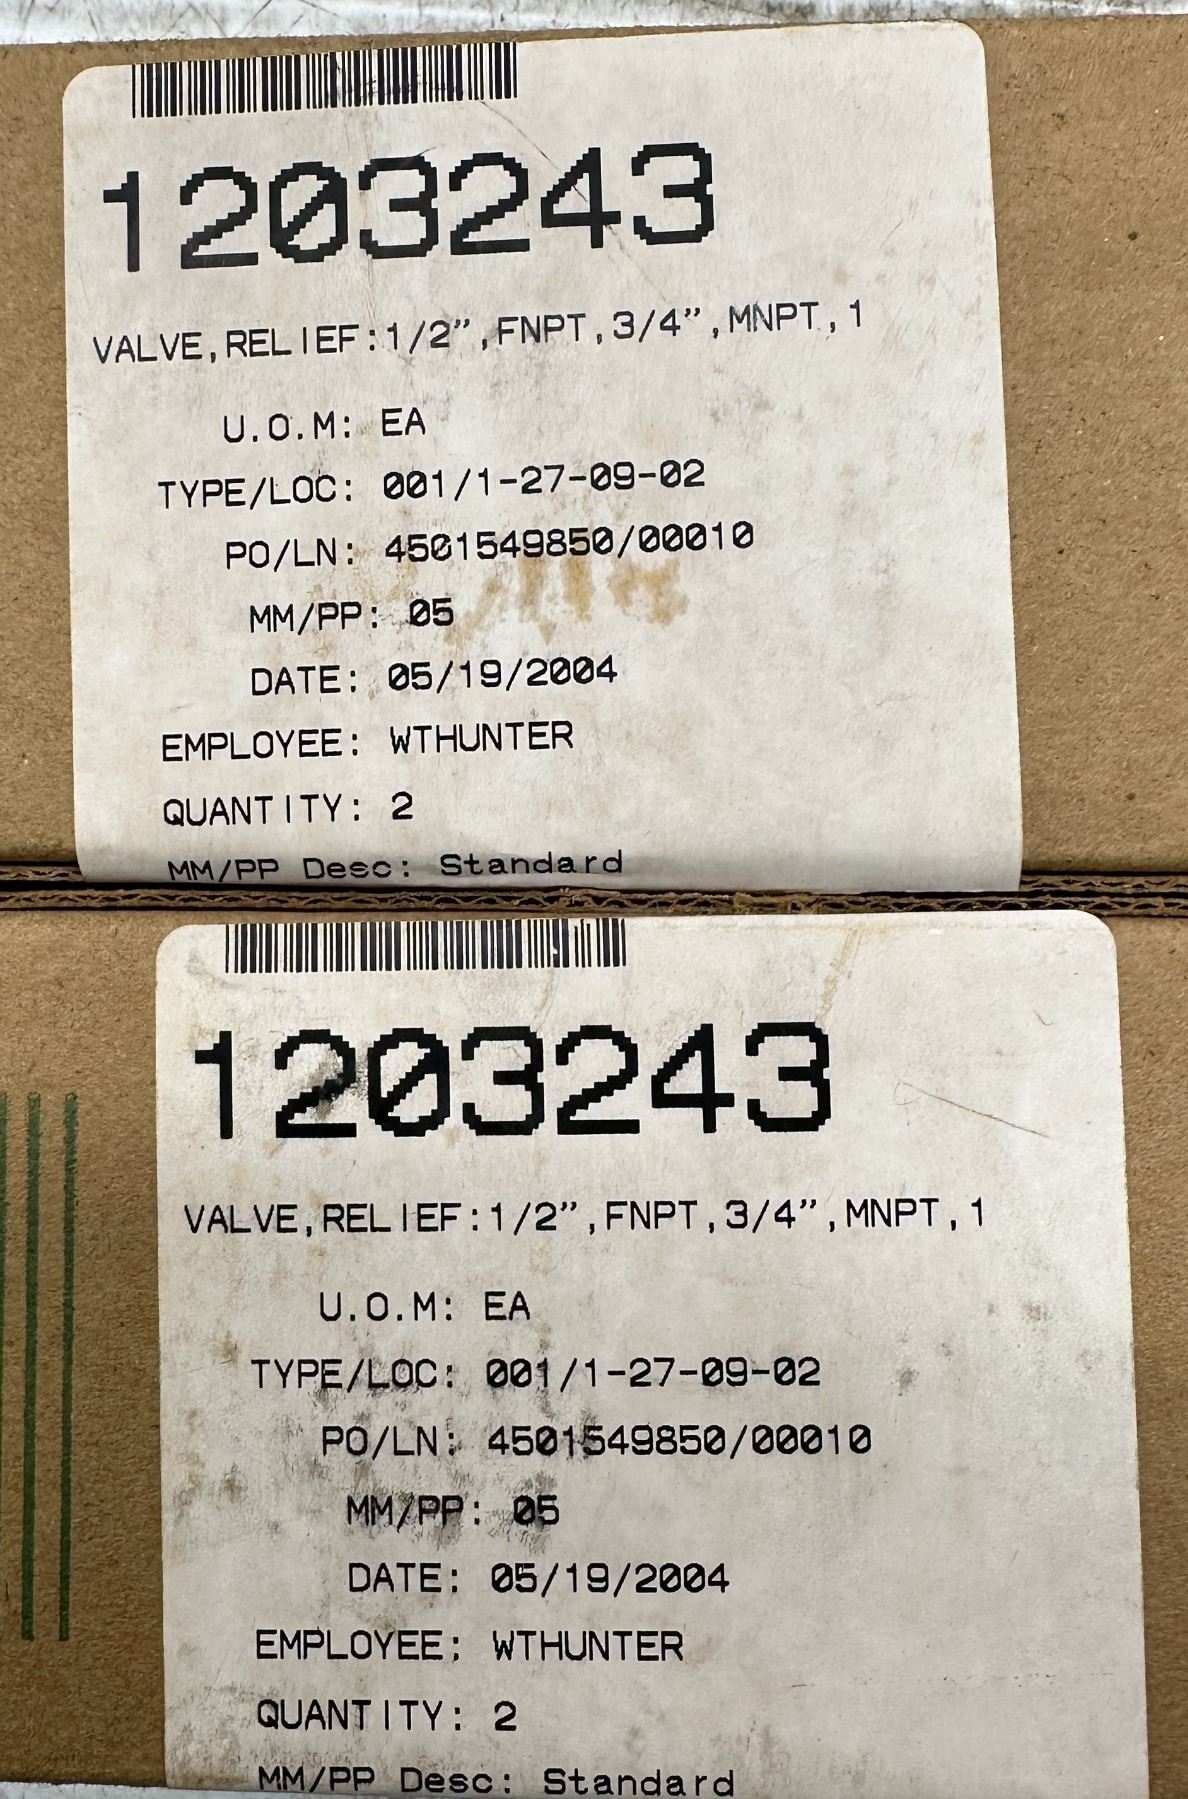 1203243
VALVE,RELIEF:1/2”,FNPT,3/4”,MNPT,1
U.O.M: EA
TYPE/LOC: 001/1-27-09-02
PO/LN: 4501549850/00010
MM/PP: 05
DATE: 05/19/2004
EMPLOYEE: WTHUNTER
QUANTITY: 2
MM/PP Desc: Standard
1203243
VALVE,RELIEF:1/2”,FNPT,3/4”,MNPT,1
U.O.M: EA
TYPE/LOC: 001/1-27-09-02
PO/LN: 4501549850/00010
MM/PP: 05
DATE: 05/19/2004
EMPLOYEE: WTHUNTER
QUANTITY: 2
MM/PP Desc: Standard